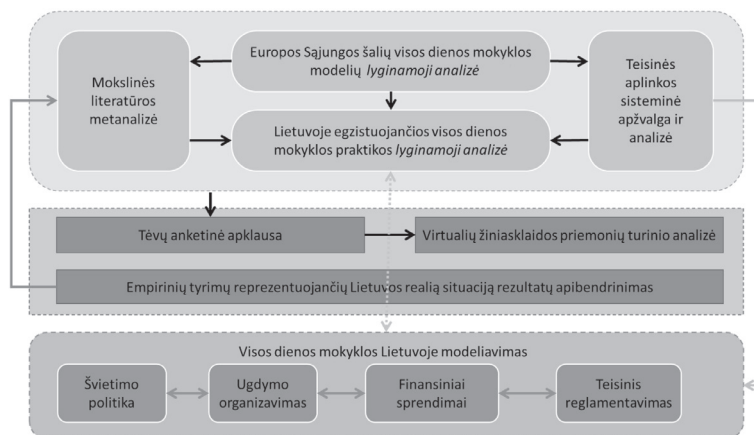 Mokslinės
literatūros
metanalizė
Europos Sąjungos šalių visos dienos mokyklos
modelių lyginamoji analizė
Lietuvoje egzistuojančios visos dienos
mokyklos praktikos lyginamoji analizė
Teisinės
aplinkos
sisteminė
apžvalga ir
analizė
Tėvų anketinė apklausa
Virtualių žiniasklaidos priemonių turinio analizė
Empirinių tyrimų reprezentuojančių Lietuvos realią situaciją rezultatų apibendrinimas
Visos dienos mokyklos Lietuvoje modeliavimas
Švietimo
politika
Ugdymo
organizavimas
Finansiniai
sprendimai
Teisinis
reglamentavimas